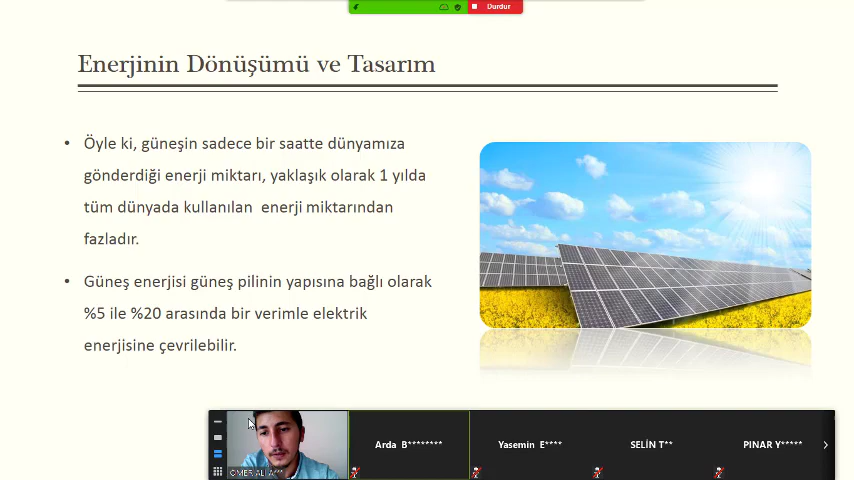 Durdur
Enerjinin Dönüşümü ve Tasarım
• Öyle ki, güneşin sadece bir saatte dünyamıza
gönderdiği enerji miktarı, yaklaşık olarak 1 yılda
tüm dünyada kullanılan enerji miktarından
fazladır.
• Güneş enerjisi güneş pilinin yapısına bağlı olarak
%5 ile %20 arasında bir verimle elektrik
enerjisine çevrilebilir.
Arda B********
Yasemin E****
SELİN T**
PINAR Y*****
ÖMER ALİ A***